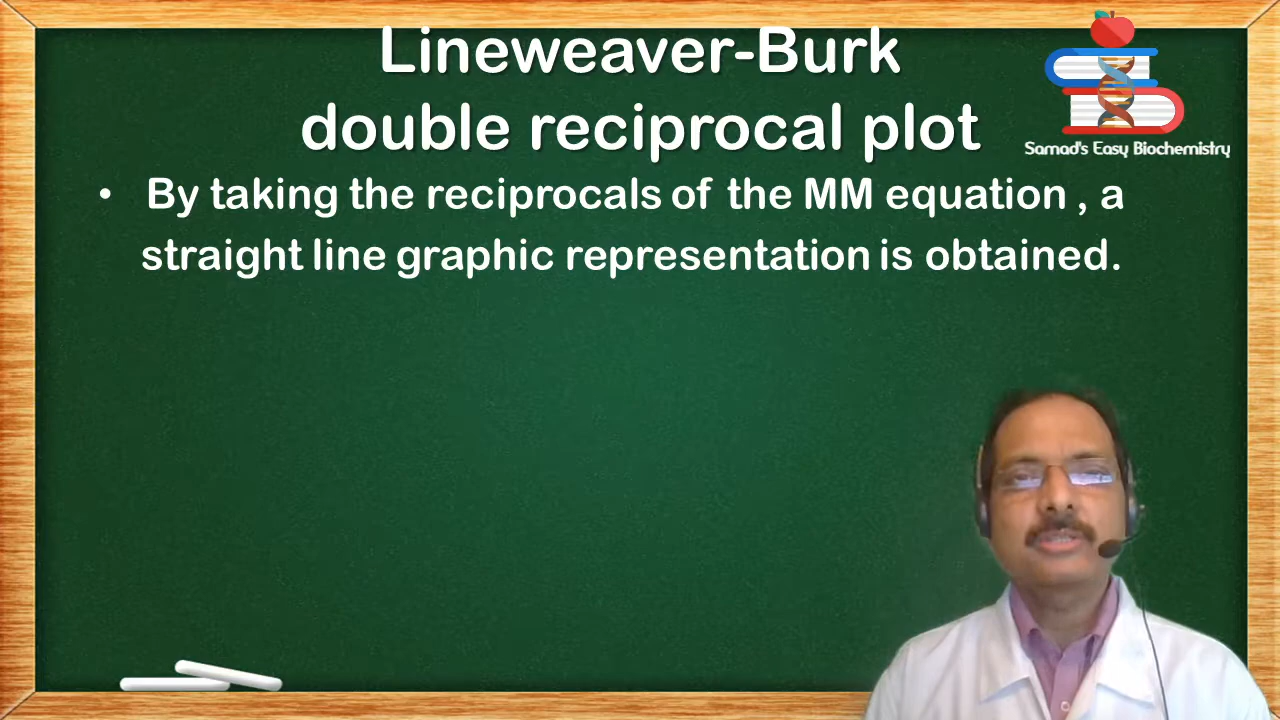 Lineweaver-Burk
double reciprocal plot
Samad's Easy Biochemistry
• By taking the reciprocals of the MM equation , a
straight line graphic representation is obtained.